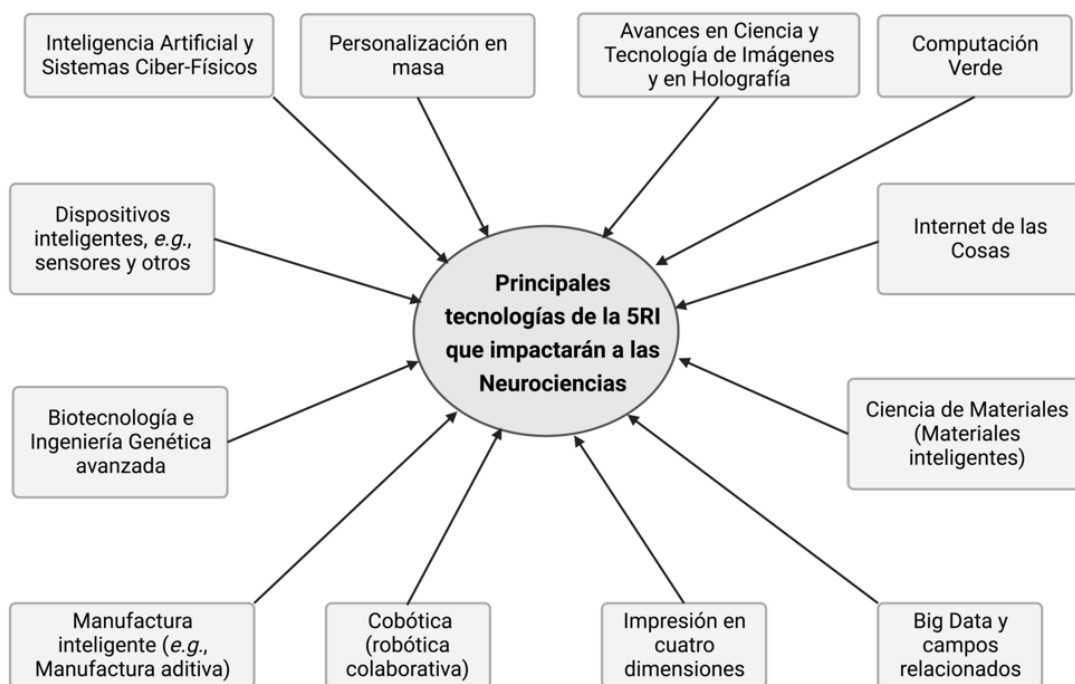 Inteligencia Artificial y
Sistemas Ciber-Físicos
Personalización en
masa
Avances en Ciencia y
Tecnología de Imágenes
y en Holografía
Computación
Verde
Dispositivos
inteligentes, e.g.,
sensores y otros
Internet de las
Cosas
Principales
tecnologías de la 5RI
que impactarán a las
Neurociencias
Biotecnología e
Ingeniería Genética
avanzada
Ciencia de Materiales
(Materiales
inteligentes)
Manufactura
inteligente (e.g.,
Manufactura aditiva)
Cobótica
(robótica
colaborativa)
Impresión en
cuatro
dimensiones
Big Data y
campos
relacionados